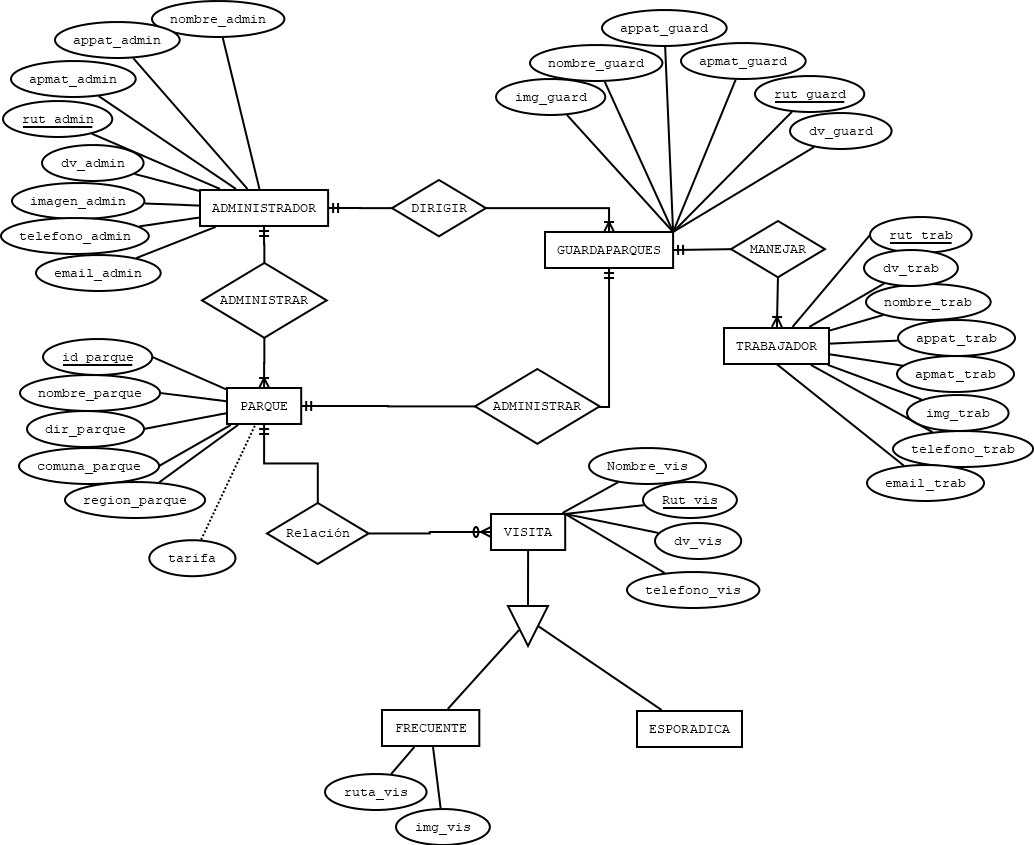 nombre_admin
appat_admin
apmat_admin
rut_admin
dv_admin
imagen_admin
telefono_admin
email_admin
ADMINISTRADOR
DIRIGIR
appat_guard
nombre_guard
apmat_guard
img_guard
rut_guard
dv_guard
GUARDAPARQUES
MANEJAR
rut_trab
dv_trab
nombre_trab
appat_trab
apmat_trab
img_trab
telefono_trab
email_trab
TRABAJADOR
ADMINISTRAR
id_parque
nombre_parque
dir_parque
comuna_parque
region_parque
tarifa
PARQUE
ADMINISTRAR
Relación
VISITA
Nombre_vis
Rut_vis
dv_vis
telefono_vis
FRECUENTE
ESPORADICA
ruta_vis
img_vis